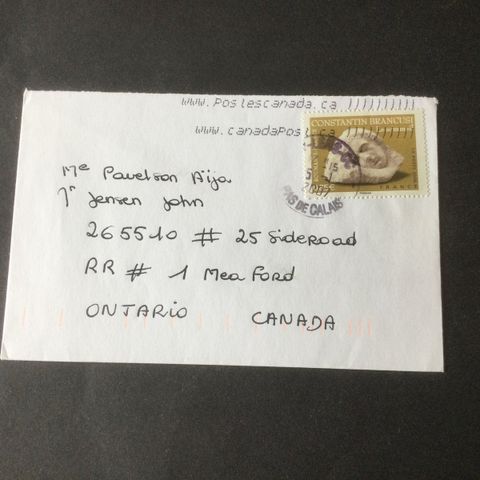 www.Postescanada.ca
www.canadaPost.ca
CONSTANTIN BRANCUSI
FRANCE
PAS DE CALAIS
Me Pavelson Aija
Jensen John
265510 # 25 Sideroad
RR # 1 Mea Ford
ONTARIO CANADA